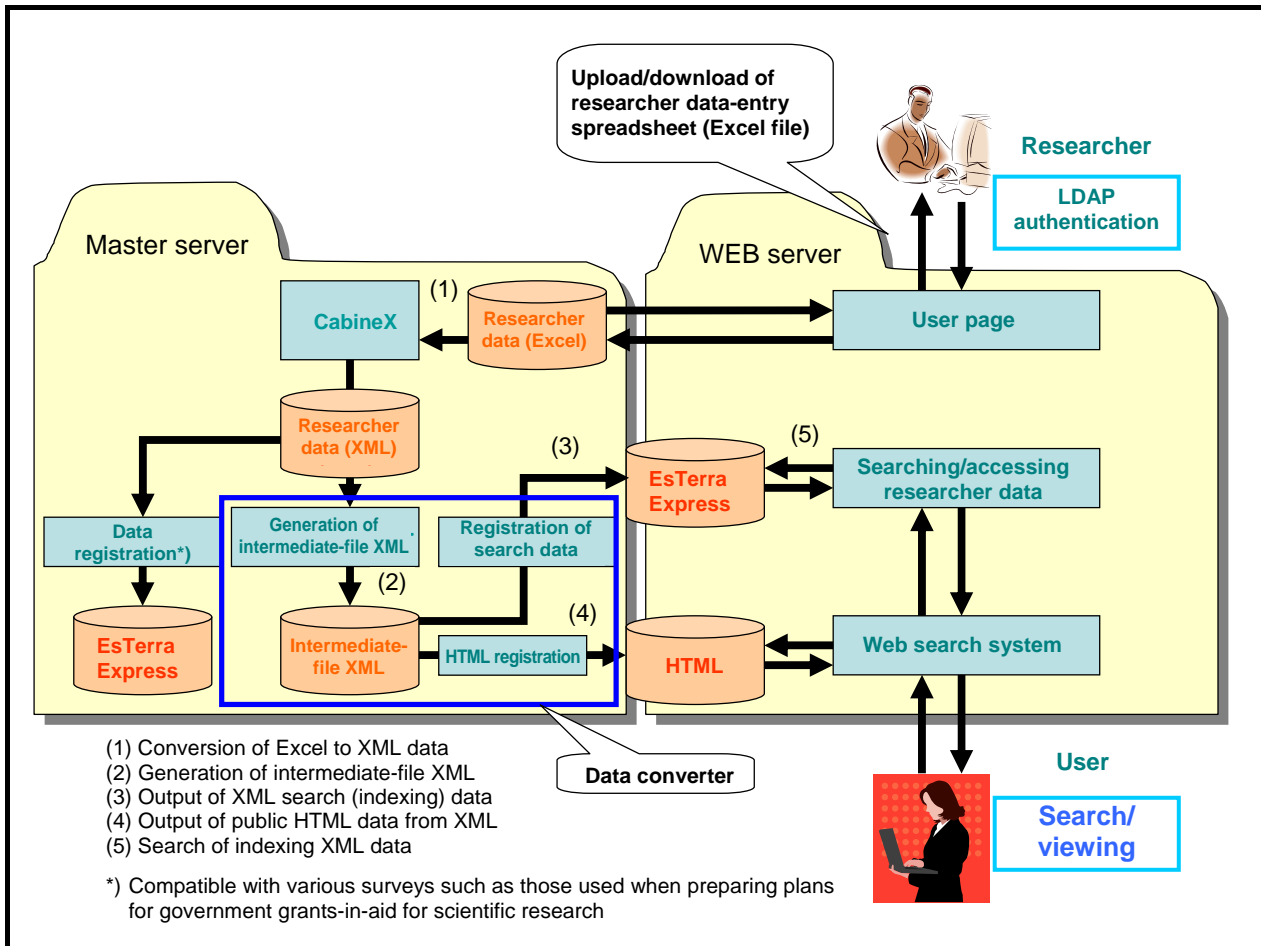 Upload/download of
researcher data-entry
spreadsheet (Excel file)
Researcher
LDAP
authentication
Master server
WEB server
(1)
CabineX
Researcher
data (Excel)
User page
Researcher
data (XML)
(3)
(5)
EsTerra
Express
Searching/accessing
researcher data
Data
registration*)
Generation of
intermediate-file XML
Registration of
search data
(2)
(4)
EsTerra
Express
Intermediate-
file XML
HTML registration
HTML
Web search system
(1) Conversion of Excel to XML data
(2) Generation of intermediate-file XML
(3) Output of XML search (indexing) data
(4) Output of public HTML data from XML
(5) Search of indexing XML data
Data converter
User
Search/
viewing
*) Compatible with various surveys such as those used when preparing plans
for government grants-in-aid for scientific research